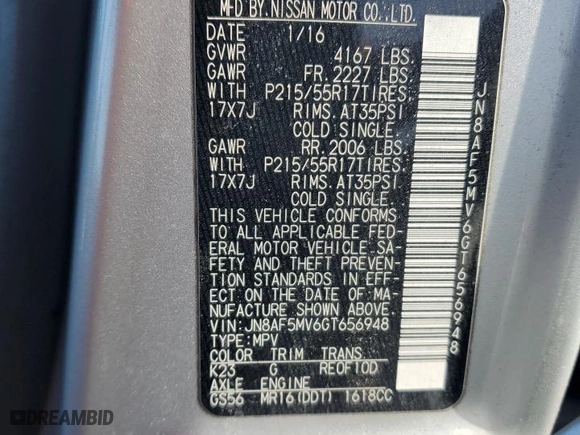 MFD BY.NISSAN MOTOR CO.,LTD.
DATE 1/16
GVWR 4167 LBS.
GAWR FR. 2227 LBS.
WITH P215/55R17TIRES,
17X7J RIMS. AT35PSI
COLD SINGLE.
GAWR RR. 2006 LBS.
WITH P215/55R17TIRES,
17X7J RIMS. AT35PSI
COLD SINGLE.
THIS VEHICLE CONFORMS
TO ALL APPLICABLE FED-
ERAL MOTOR VEHICLE SA-
FETY AND THEFT PREVEN-
TION STANDARDS IN EFF-
ECT ON THE DATE OF MA-
NUFACTURE SHOWN ABOVE.
VIN:JN8AF5MV6GT656948
TYPE:MPV
COLOR TRIM TRANS
K23 G RE0F10D
AXLE ENGINE
GS56 MR16(DDT) 1618CC
JN8AF5MV6GT656948
DREAMBID